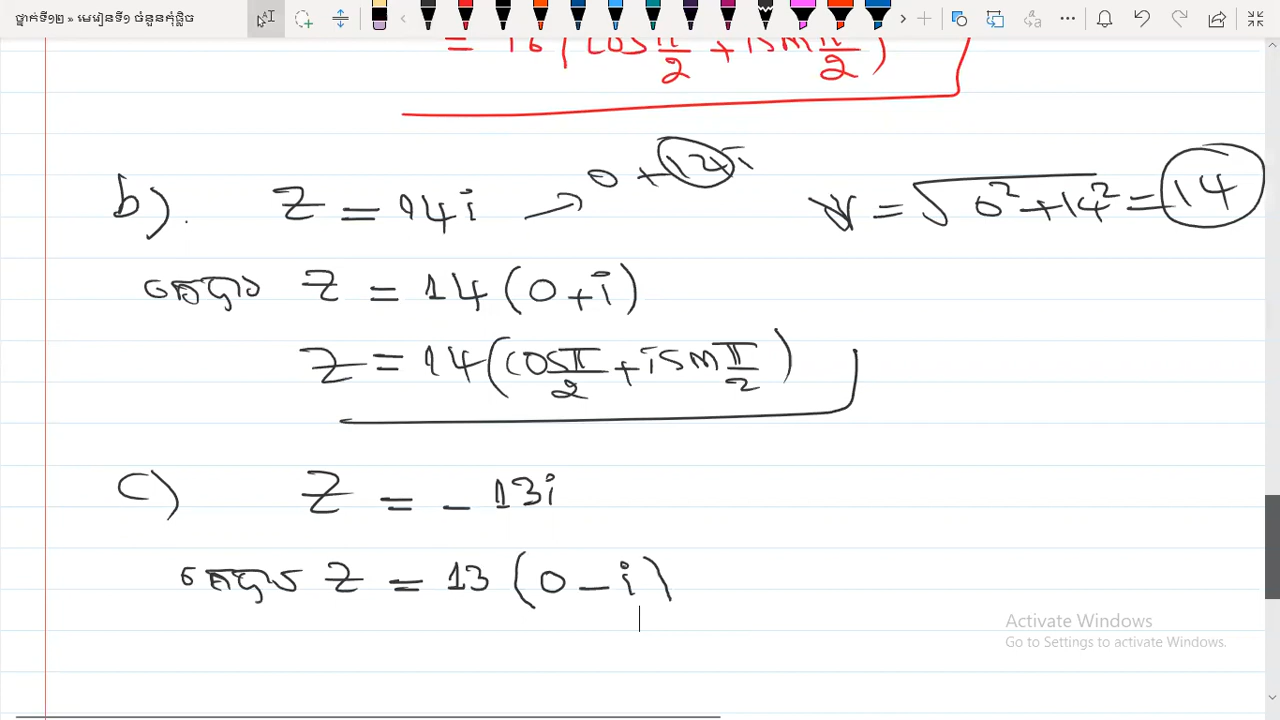 ថ្នាក់ទី១២ » មេរៀនទី១ ចំនួនកុំផ្លិច
= 16 (cos π/2 + i sin π/2)
b). Z = 14i → 0 + 14i r = √(0² + 14²) = 14
គេបាន Z = 14 (0 + i)
Z = 14 (cos π/2 + i sin π/2)
c) Z = - 13i
គេបាន Z = 13 (0 - i)
Activate Windows
Go to Settings to activate Windows.